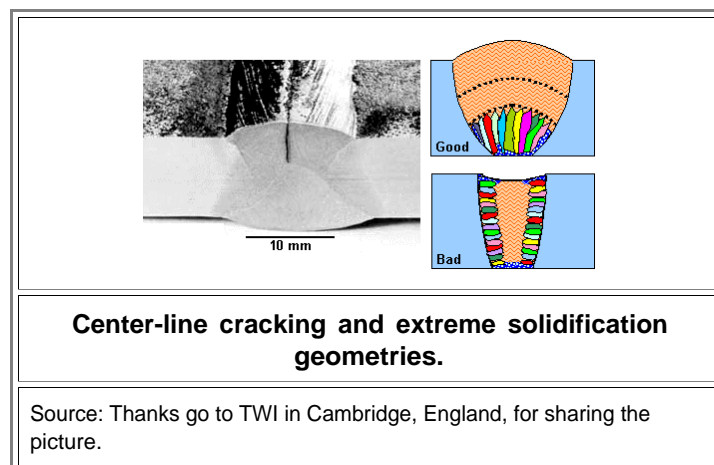 Good
Bad
10 mm
Center-line cracking and extreme solidification
geometries.
Source: Thanks go to TWI in Cambridge, England, for sharing the
picture.